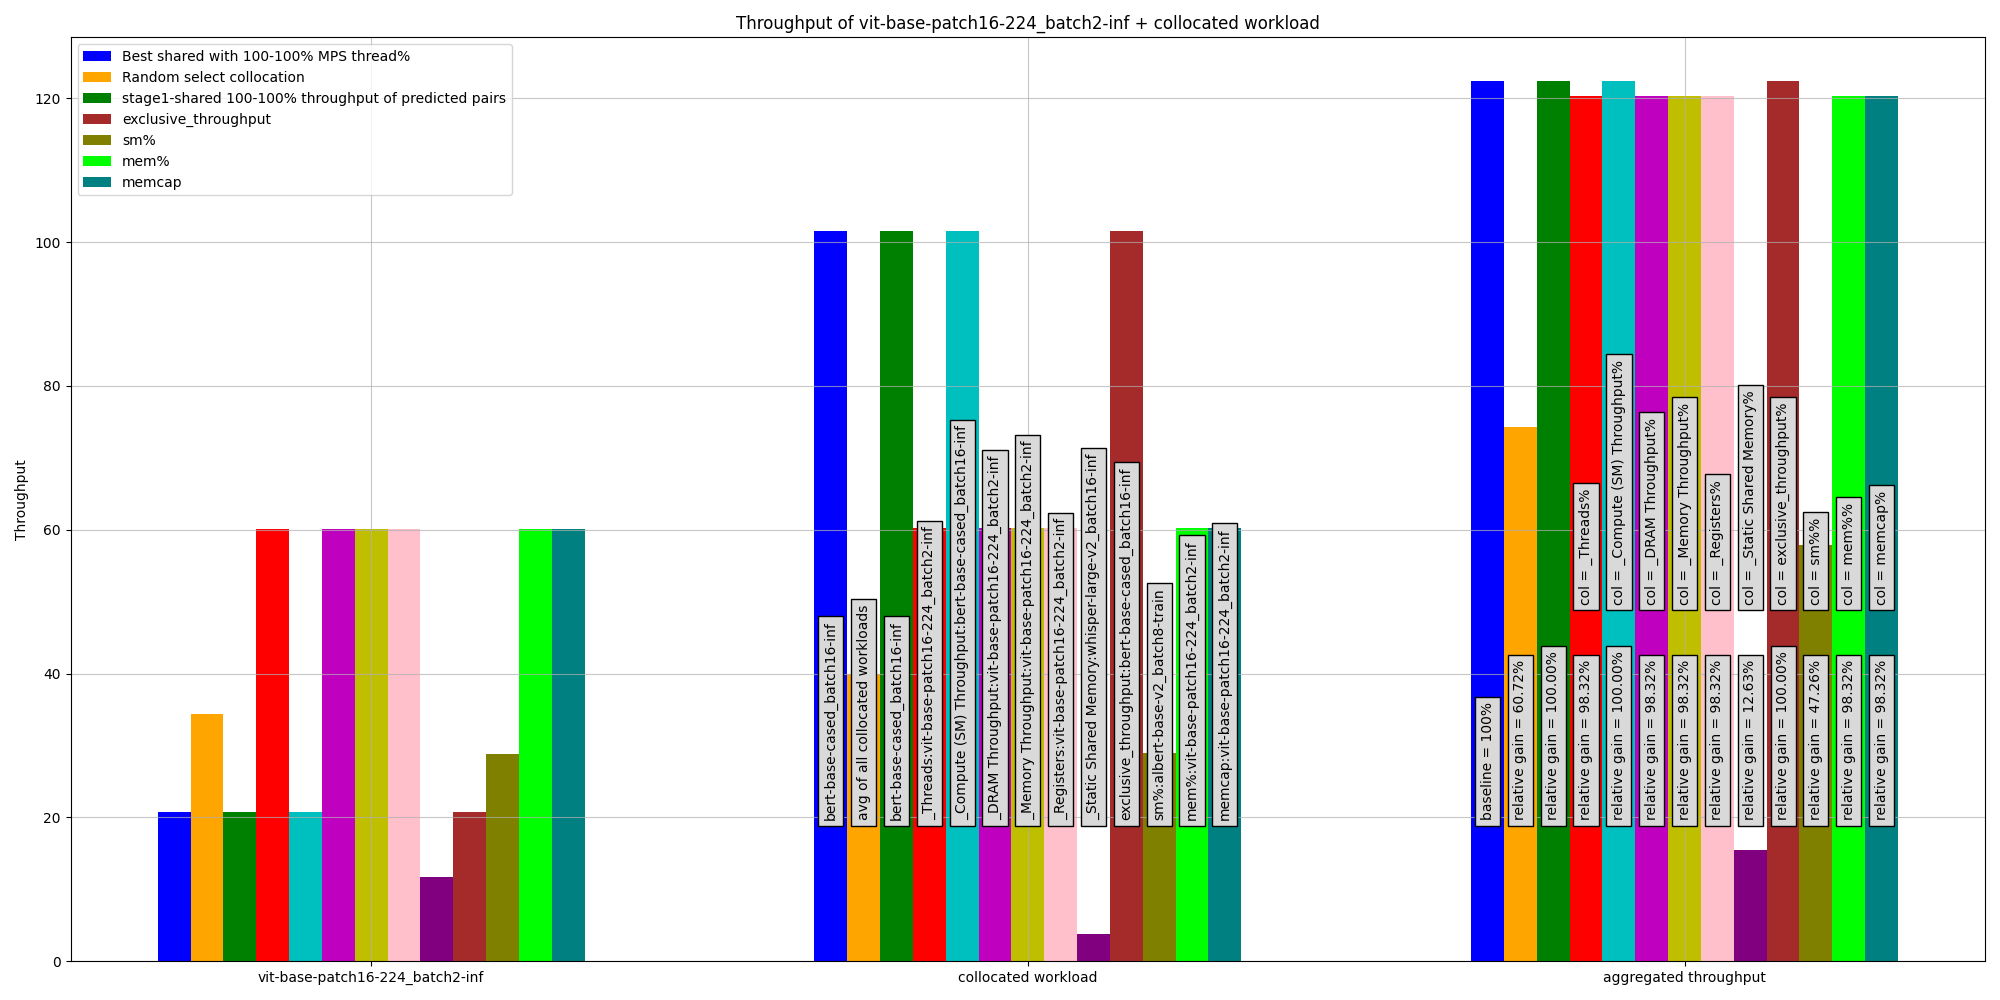 Throughput of vit-base-patch16-224_batch2-inf + collocated workload
Best shared with 100-100% MPS thread%
Random select collocation
stage1-shared 100-100% throughput of predicted pairs
exclusive_throughput
sm%
mem%
memcap
Throughput
120
100
80
60
40
20
0
bert-base-cased_batch16-inf
avg of all collocated workloads
bert-base-cased_batch16-inf
_Threads:vit-base-patch16-224_batch2-inf
_Compute (SM) Throughput:bert-base-cased_batch16-inf
_DRAM Throughput:vit-base-patch16-224_batch2-inf
_Memory Throughput:vit-base-patch16-224_batch2-inf
_Registers:vit-base-patch16-224_batch2-inf
_Static Shared Memory:whisper-large-v2_batch16-inf
exclusive_throughput:bert-base-cased_batch16-inf
sm%:albert-base-v2_batch8-train
mem%:vit-base-patch16-224_batch2-inf
memcap:vit-base-patch16-224_batch2-inf
col = _Threads%
col = _Compute (SM) Throughput%
col = _DRAM Throughput%
col = _Memory Throughput%
col = _Registers%
col = _Static Shared Memory%
col = exclusive_throughput%
col = sm%%
col = mem%%
col = memcap%
baseline = 100%
relative gain = 60.72%
relative gain = 100.00%
relative gain = 98.32%
relative gain = 100.00%
relative gain = 98.32%
relative gain = 98.32%
relative gain = 98.32%
relative gain = 12.63%
relative gain = 100.00%
relative gain = 47.26%
relative gain = 98.32%
relative gain = 98.32%
vit-base-patch16-224_batch2-inf
collocated workload
aggregated throughput